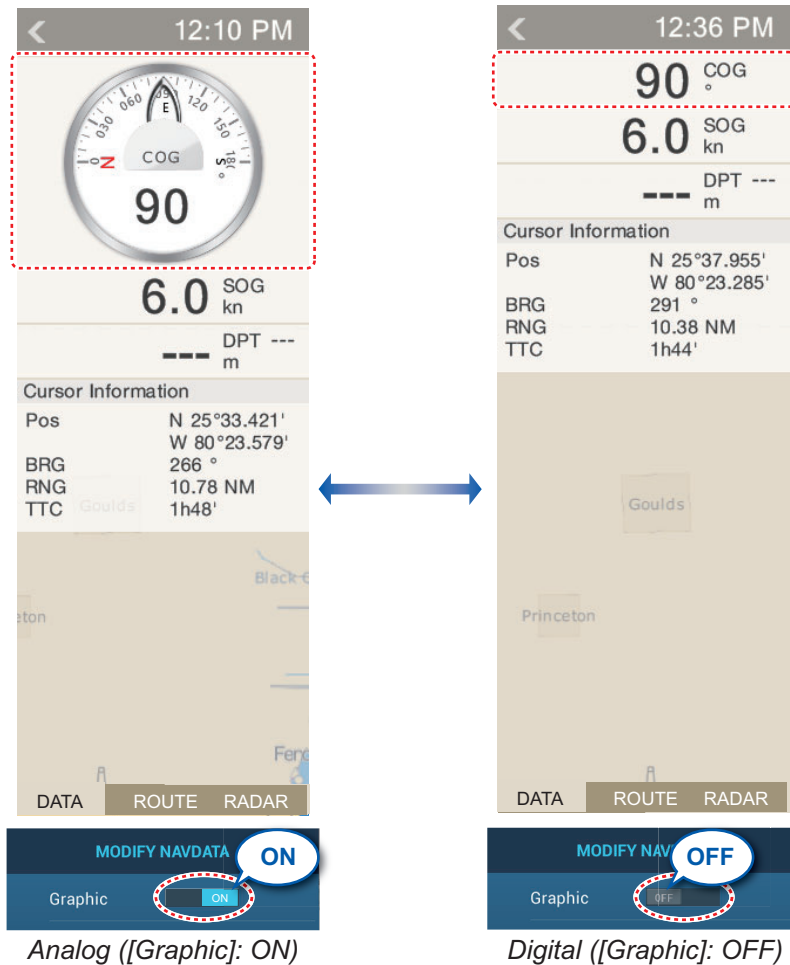 12:10 PM
030
060
090
120
150
180
E
N
S
0
°
COG
90
6.0 SOG
kn
--- DPT ---
m
Cursor Information
Pos N 25°33.421'
W 80°23.579'
BRG 266 °
RNG 10.78 NM
TTC 1h48'
Goulds
Black
eton
DATA ROUTE RADAR
MODIFY NAVDATA
ON
Graphic ON
Analog ([Graphic]: ON)
12:36 PM
90 COG
°
6.0 SOG
kn
--- DPT ---
m
Cursor Information
Pos N 25°37.955'
W 80°23.285'
BRG 291 °
RNG 10.38 NM
TTC 1h44'
Goulds
Princeton
DATA ROUTE RADAR
MODIFY NAV
OFF
Graphic OFF
Digital ([Graphic]: OFF)